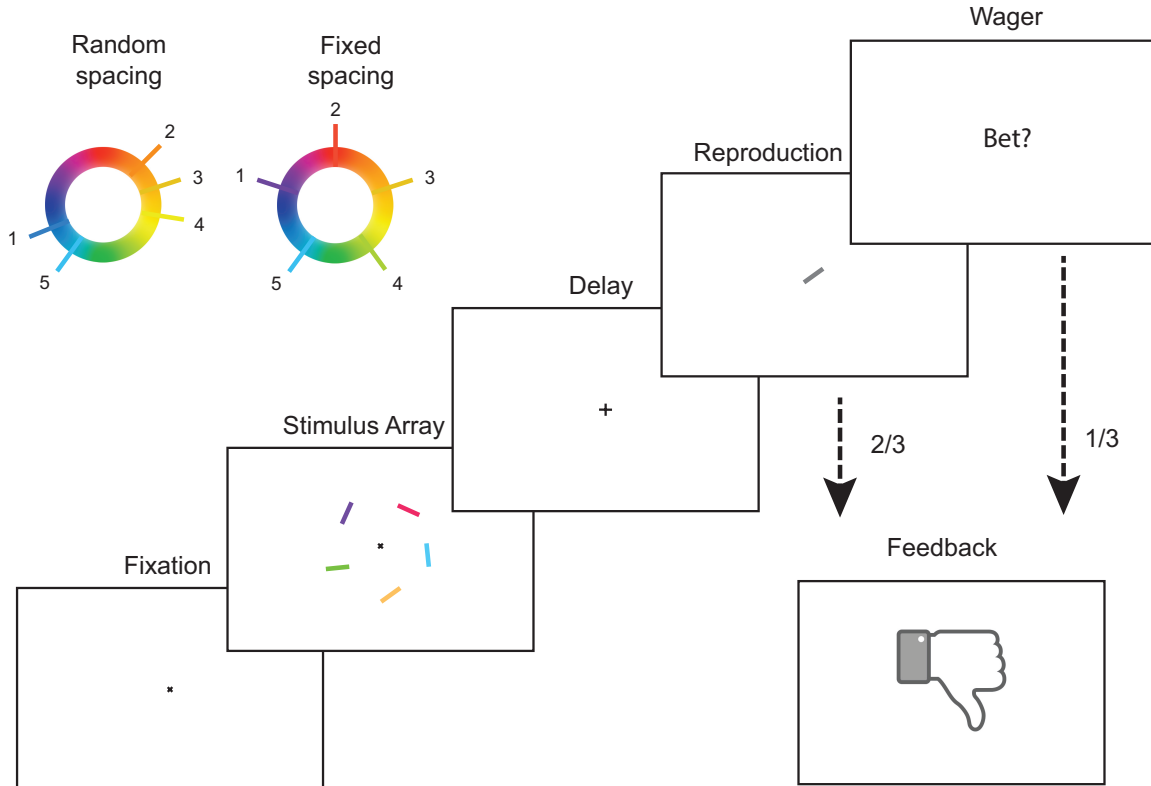 Random
spacing
2
3
4
1
5
Fixed
spacing
2
1
3
5
4
Fixation
Stimulus Array
Delay
Reproduction
Wager
Bet?
2/3
1/3
Feedback